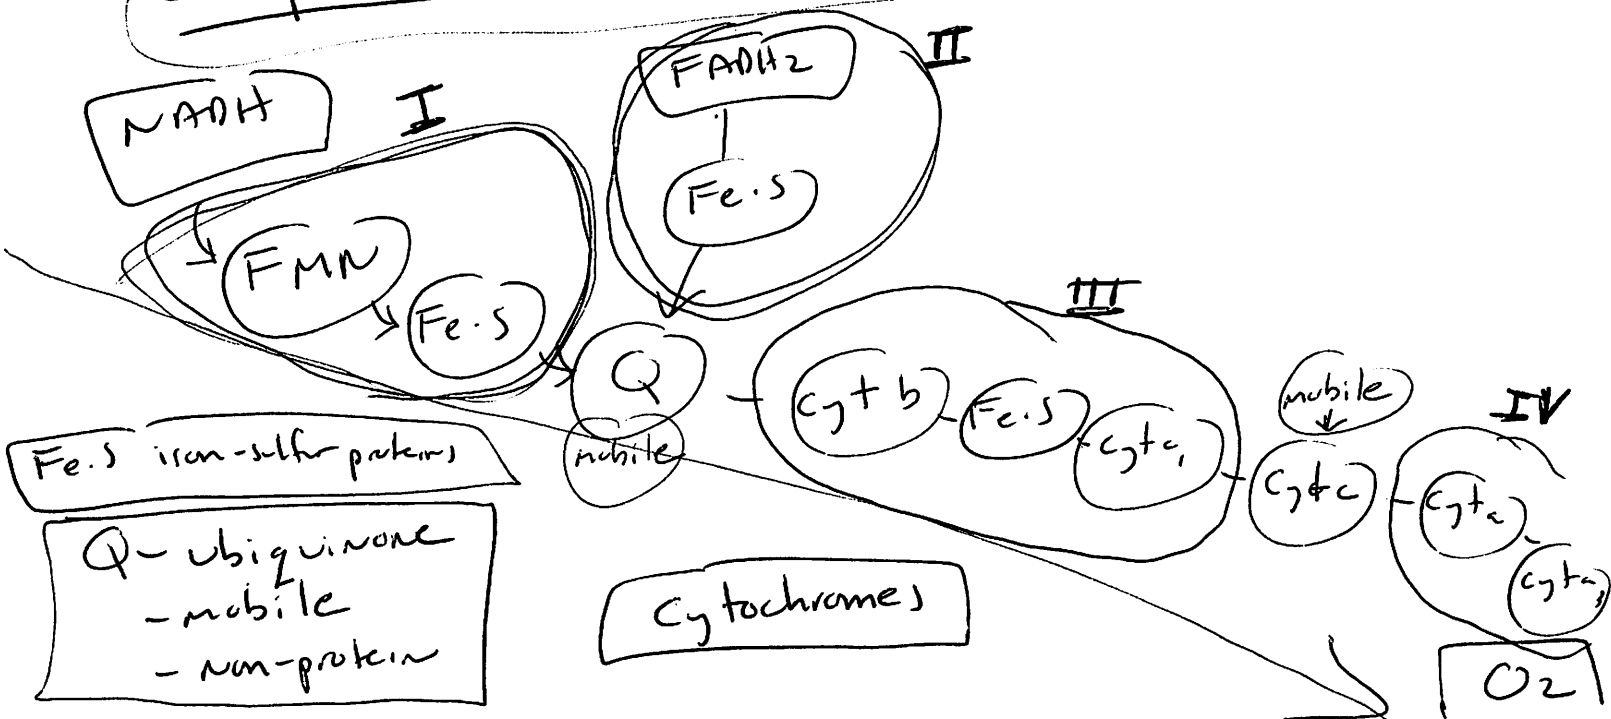 NADH
I
FADH2
II
Fe·S
FMN
Fe·S
Q
mobile
III
cyt b
Fe·S
cyt c1
mobile
cyt c
IV
cyt a
cyt a3
O2
Fe·S iron-sulfur proteins
Q - ubiquinone
- mobile
- non-protein
Cytochromes